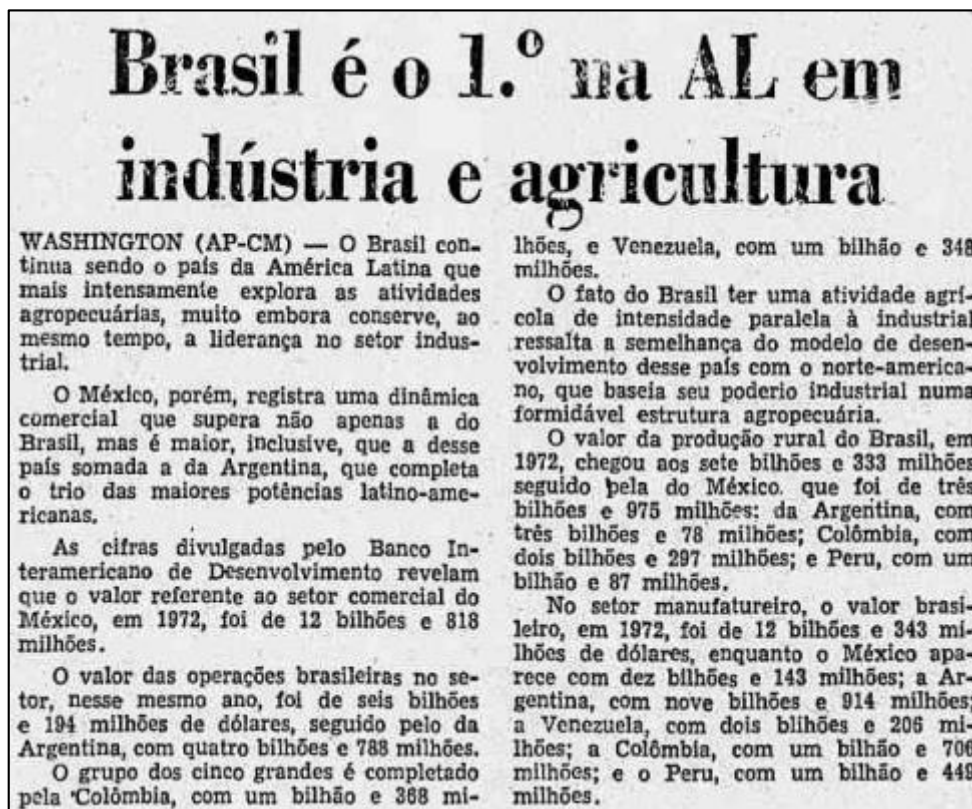 Brasil é o 1.º na AL em
indústria e agricultura
WASHINGTON (AP-CM) — O Brasil con-
tinua sendo o país da América Latina que
mais intensamente explora as atividades
agropecuárias, muito embora conserve, ao
mesmo tempo, a liderança no setor indus-
trial.
O México, porém, registra uma dinâmica
comercial que supera não apenas a do
Brasil, mas é maior, inclusive, que a desse
país somada a da Argentina, que completa
o trio das maiores potências latino-ame-
ricanas.
As cifras divulgadas pelo Banco In-
teramericano de Desenvolvimento revelam
que o valor referente ao setor comercial do
México, em 1972, foi de 12 bilhões e 818
milhões.
O valor das operações brasileiras no se-
tor, nesse mesmo ano, foi de seis bilhões
e 194 milhões de dólares, seguido pelo da
Argentina, com quatro bilhões e 788 milhões.
O grupo dos cinco grandes é completado
pela Colômbia, com um bilhão e 368 mi-
lhões, e Venezuela, com um bilhão e 348
milhões.
O fato do Brasil ter uma atividade agrí-
cola de intensidade paralela à industrial
ressalta a semelhança do modelo de desen-
volvimento desse país com o norte-america-
no, que baseia seu poderio industrial numa
formidável estrutura agropecuária.
O valor da produção rural do Brasil, em
1972, chegou aos sete bilhões e 333 milhões
seguido pela do México. que foi de três
bilhões e 975 milhões: da Argentina, com
três bilhões e 78 milhões; Colômbia, com
dois bilhões e 297 milhões; e Peru, com um
bilhão e 87 milhões.
No setor manufatureiro, o valor brasi-
leiro, em 1972, foi de 12 bilhões e 343 mi-
lhões de dólares, enquanto o México apa-
rece com dez bilhões e 143 milhões; a Ar-
gentina, com nove bilhões e 914 milhões;
a Venezuela, com dois blihões e 206 mi-
lhões; a Colômbia, com um bilhão e 706
milhões; e o Peru, com um bilhão e 449
milhões.